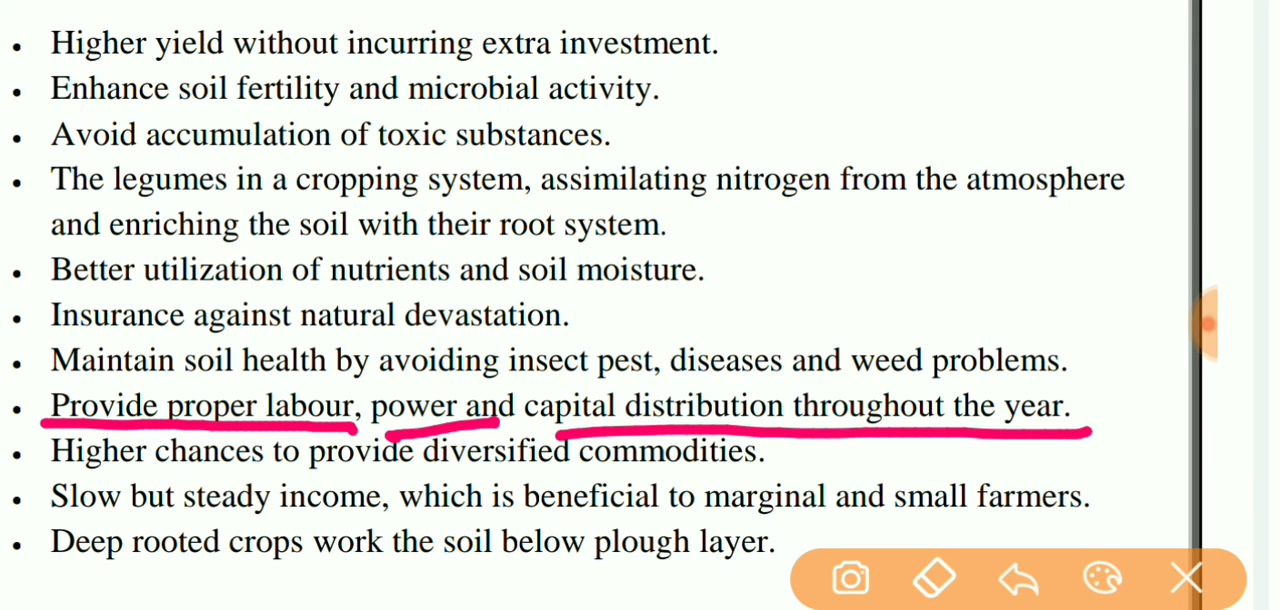 • Higher yield without incurring extra investment.
• Enhance soil fertility and microbial activity.
• Avoid accumulation of toxic substances.
• The legumes in a cropping system, assimilating nitrogen from the atmosphere
and enriching the soil with their root system.
• Better utilization of nutrients and soil moisture.
• Insurance against natural devastation.
• Maintain soil health by avoiding insect pest, diseases and weed problems.
• Provide proper labour, power and capital distribution throughout the year.
• Higher chances to provide diversified commodities.
• Slow but steady income, which is beneficial to marginal and small farmers.
• Deep rooted crops work the soil below plough layer.